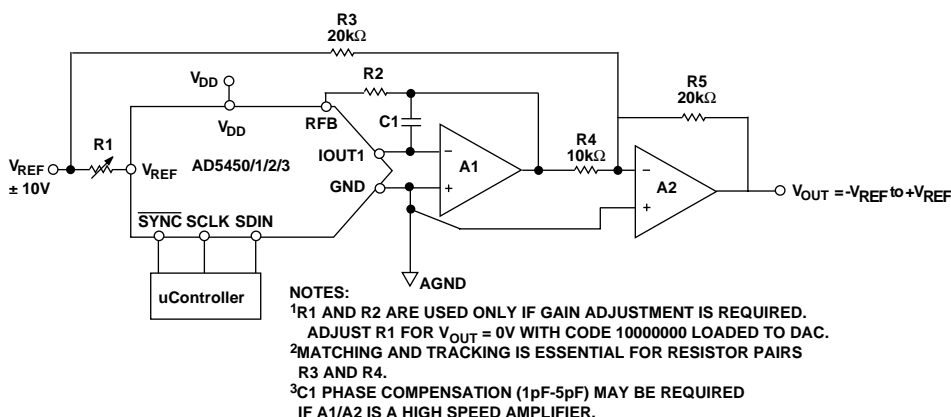 R3
20kΩ
R5
20kΩ
VDD
R2
VDD
RFB
C1
R1
IOUT1
R4
10kΩ
A1
VREF
± 10V
VREF
AD5450/1/2/3
GND
A2
VOUT = -VREF to +VREF
SYNC SCLK SDIN
AGND
uController
NOTES:
1R1 AND R2 ARE USED ONLY IF GAIN ADJUSTMENT IS REQUIRED.
ADJUST R1 FOR VOUT = 0V WITH CODE 10000000 LOADED TO DAC.
2MATCHING AND TRACKING IS ESSENTIAL FOR RESISTOR PAIRS
R3 AND R4.
3C1 PHASE COMPENSATION (1pF-5pF) MAY BE REQUIRED
IF A1/A2 IS A HIGH SPEED AMPLIFIER.